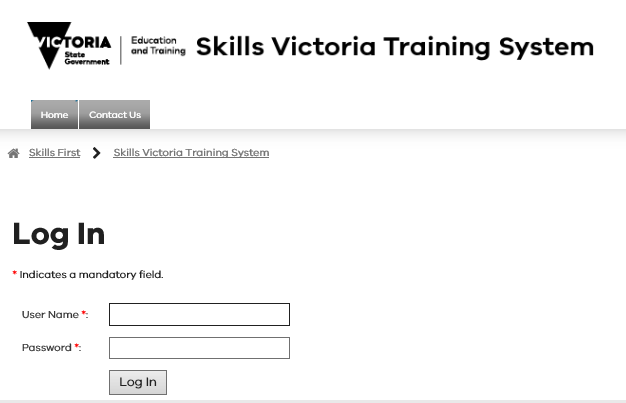 VICTORIA
State
Government
Education
and Training
Skills Victoria Training System
Home
Contact Us
Skills First
Skills Victoria Training System
Log In
* Indicates a mandatory field.
User Name *:
Password *:
Log In